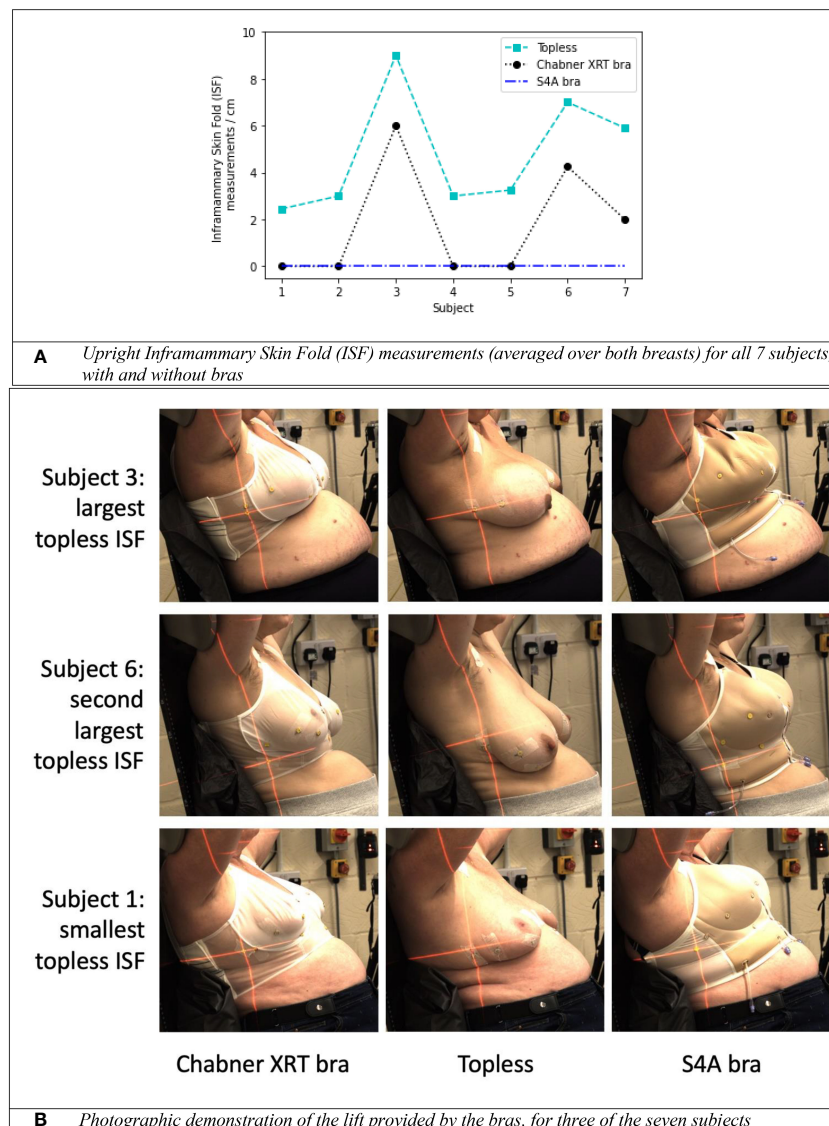 10
8
6
4
2
0
Inframammary Skin Fold (ISF)
measurements / cm
Topless
Chabner XRT bra
S4A bra
1 2 3 4 5 6 7
Subject
A Upright Inframammary Skin Fold (ISF) measurements (averaged over both breasts) for all 7 subjects,
with and without bras
Subject 3:
largest
topless ISF
Subject 6:
second
largest
topless ISF
Subject 1:
smallest
topless ISF
Chabner XRT bra Topless S4A bra
B Photographic demonstration of the lift provided by the bras, for three of the seven subjects